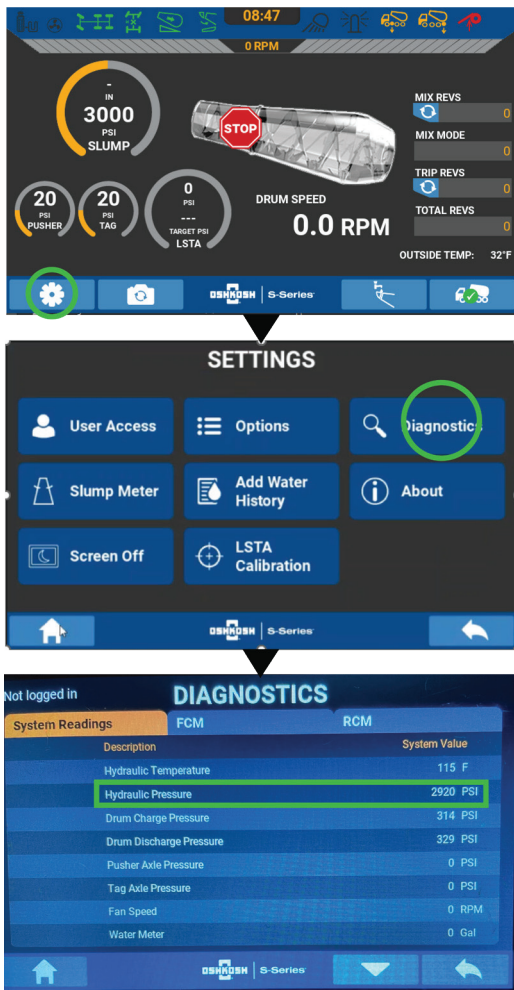 08:47
0 RPM
-
IN
3000
PSI
SLUMP
STOP
MIX REVS
0
MIX MODE
0
TRIP REVS
0
TOTAL REVS
0
20
PSI
PUSHER
20
PSI
TAG
0
PSI
---
TARGET PSI
LSTA
DRUM SPEED
0.0 RPM
OUTSIDE TEMP: 32°F
OSHKOSH S-Series
SETTINGS
User Access
Options
Diagnostics
Slump Meter
Add Water
History
About
Screen Off
LSTA
Calibration
OSHKOSH S-Series
Not logged in
DIAGNOSTICS
System Readings FCM RCM
Description System Value
Hydraulic Temperature 115 F
Hydraulic Pressure 2920 PSI
Drum Charge Pressure 314 PSI
Drum Discharge Pressure 329 PSI
Pusher Axle Pressure 0 PSI
Tag Axle Pressure 0 PSI
Fan Speed 0 RPM
Water Meter 0 Gal
OSHKOSH S-Series